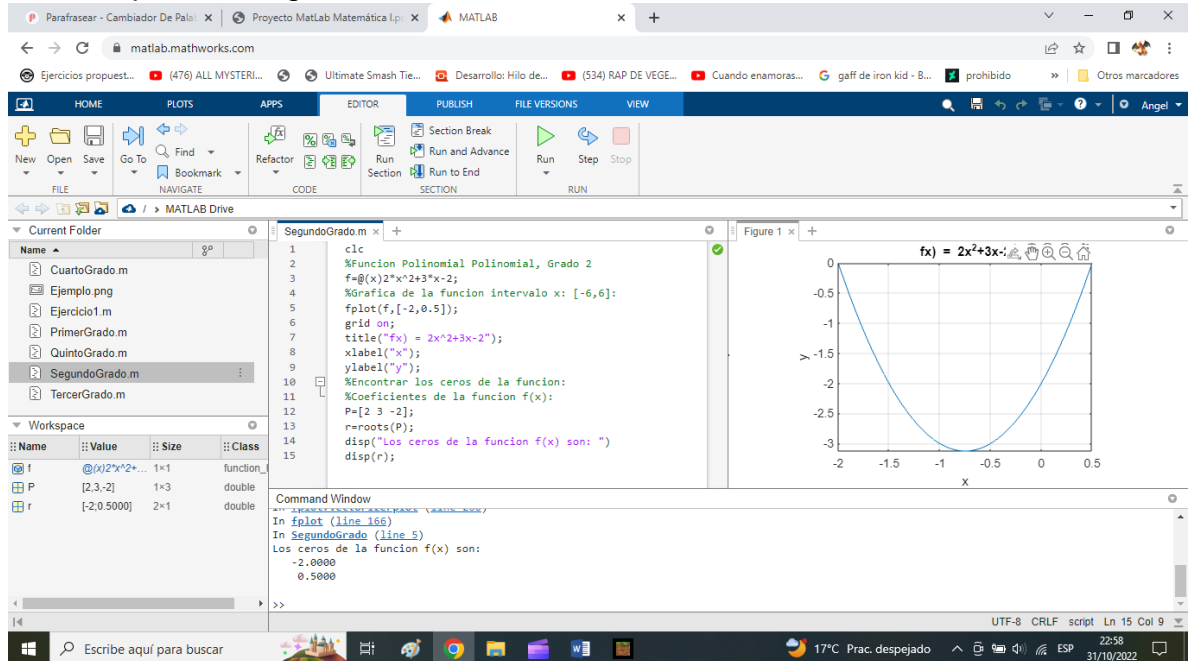 Parafrasear - Cambiador De Pala
Proyecto MatLab Matemática I.p
MATLAB
matlab.mathworks.com
Ejercicios propuest...
(476) ALL MYSTERI...
Ultimate Smash Tie...
Desarrollo: Hilo de...
(534) RAP DE VEGE...
Cuando enamoras...
gaff de iron kid - B...
prohibido
»
Otros marcadores
HOME PLOTS APPS EDITOR PUBLISH FILE VERSIONS VIEW
Angel
New Open Save
Go To
Find
Bookmark
Refactor
Run Section
Section Break
Run and Advance
Run to End
Run Step Stop
FILE NAVIGATE CODE SECTION RUN
/ > MATLAB Drive
Current Folder
Name
CuartoGrado.m
Ejemplo.png
Ejercicio1.m
PrimerGrado.m
QuintoGrado.m
SegundoGrado.m
TercerGrado.m
Workspace
Name Value Size Class
f @(x)2*x^2+... 1×1 function_
P [2,3,-2] 1×3 double
r [-2;0.5000] 2×1 double
SegundoGrado.m × +
1 clc
2 %Funcion Polinomial Polinomial, Grado 2
3 f=@(x)2*x^2+3*x-2;
4 %Grafica de la funcion intervalo x: [-6,6]:
5 fplot(f,[-2,0.5]);
6 grid on;
7 title("fx) = 2x^2+3x-2");
8 xlabel("x");
9 ylabel("y");
10 %Encontrar los ceros de la funcion:
11 %Coeficientes de la funcion f(x):
12 P=[2 3 -2];
13 r=roots(P);
14 disp("Los ceros de la funcion f(x) son: ")
15 disp(r);
Figure 1 × +
fx) = 2x²+3x-
0
-0.5
-1
-1.5
-2
-2.5
-3
y
-2 -1.5 -1 -0.5 0 0.5
x
Command Window
In fplot (line 166)
In SegundoGrado (line 5)
Los ceros de la funcion f(x) son:
-2.0000
0.5000
>>
UTF-8 CRLF script Ln 15 Col 9
Escribe aquí para buscar
17°C Prac. despejado
ESP
22:58
31/10/2022